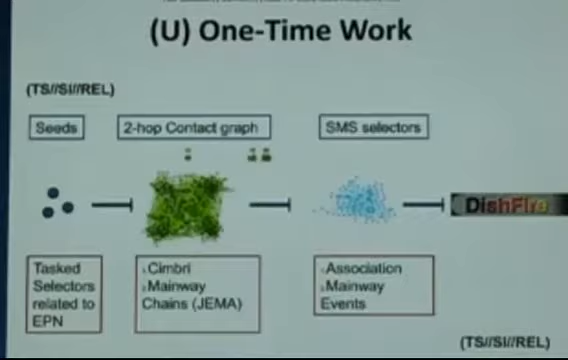 (U) One-Time Work
(TS//SI//REL)
Seeds
2-hop Contact graph
SMS selectors
DishFire
Tasked
Selectors
related to
EPN
Cimbri
Mainway
Chains (JEMA)
Association
Mainway
Events
(TS//SI//REL)